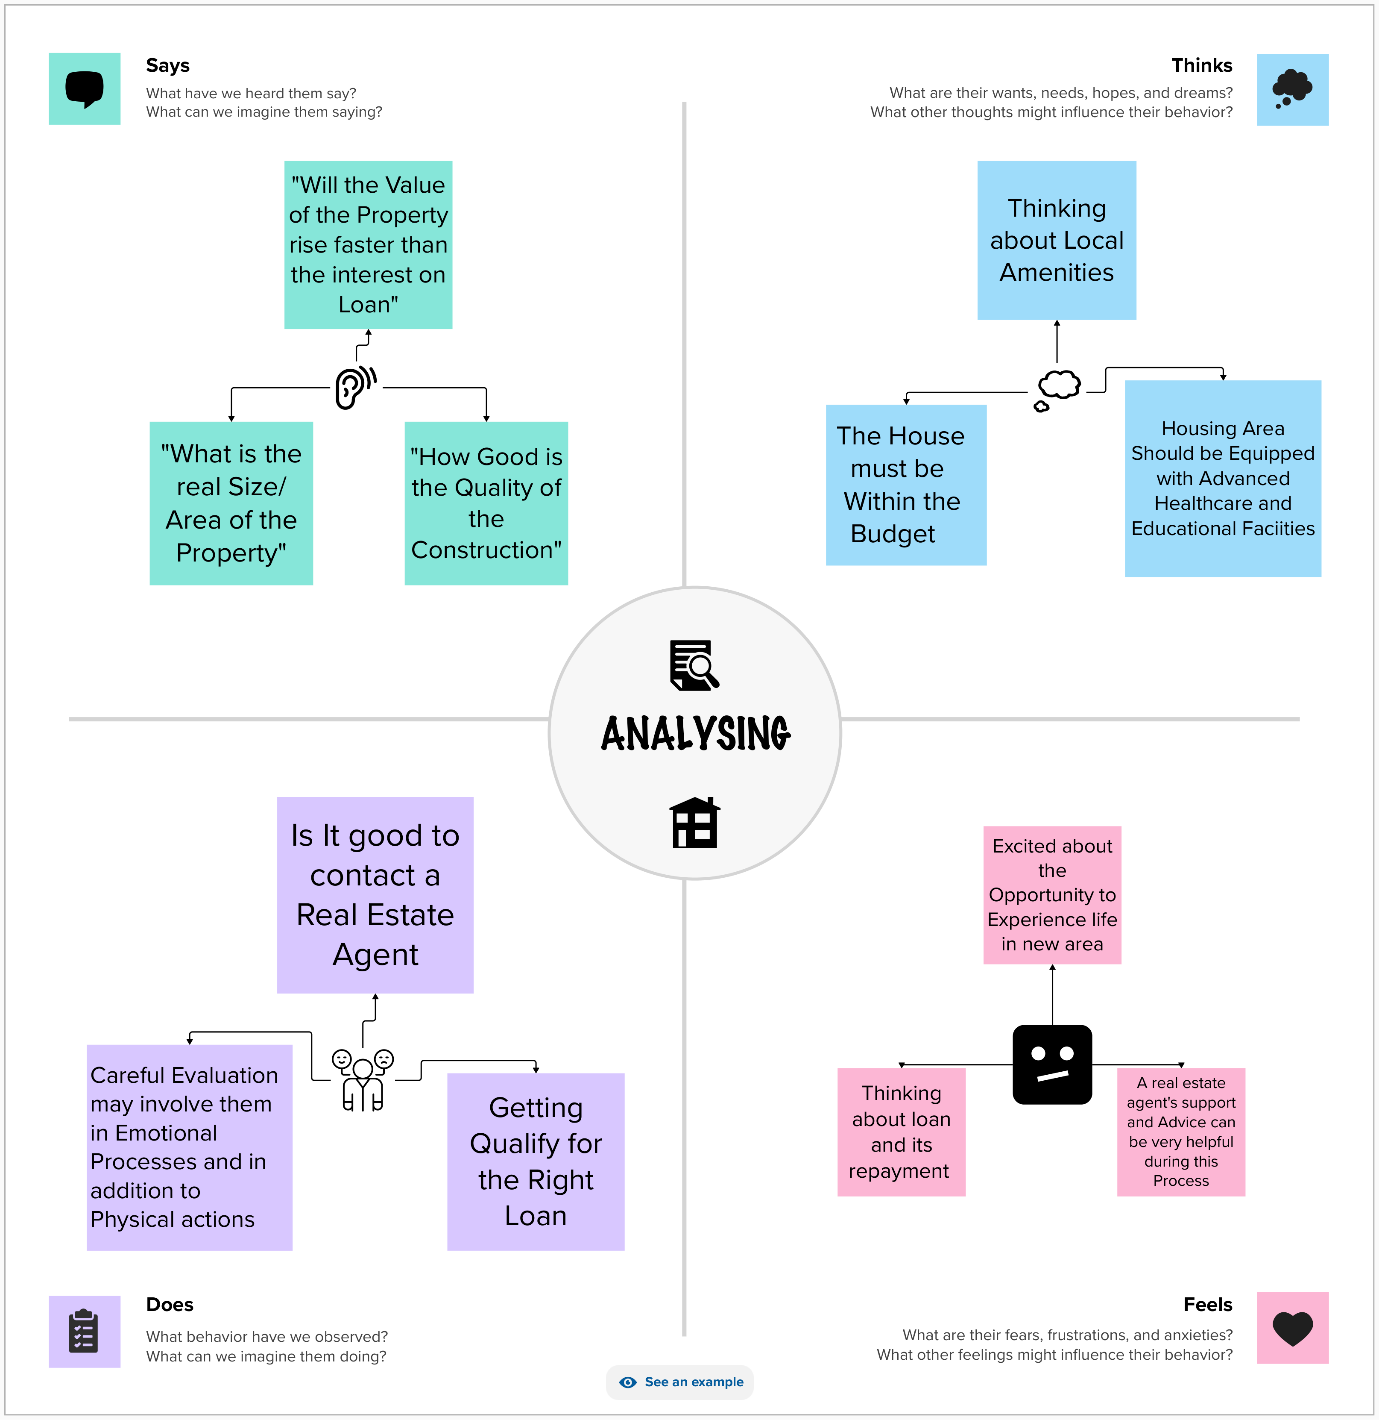 Says
What have we heard them say?
What can we imagine them saying?
Thinks
What are their wants, needs, hopes, and dreams?
What other thoughts might influence their behavior?
"Will the Value
of the Property
rise faster than
the interest on
Loan"
"What is the
real Size/
Area of the
Property"
"How Good is
the Quality of
the
Construction"
Thinking
about Local
Amenities
The House
must be
Within the
Budget
Housing Area
Should be Equipped
with Advanced
Healthcare and
Educational Faciities
ANALYSING
Is It good to
contact a
Real Estate
Agent
Careful Evaluation
may involve them
in Emotional
Processes and in
addition to
Physical actions
Getting
Qualify for
the Right
Loan
Excited about
the
Opportunity to
Experience life
in new area
Thinking
about loan
and its
repayment
A real estate
agent's support
and Advice can
be very helpful
during this
Process
Does
What behavior have we observed?
What can we imagine them doing?
Feels
What are their fears, frustrations, and anxieties?
What other feelings might influence their behavior?
See an example